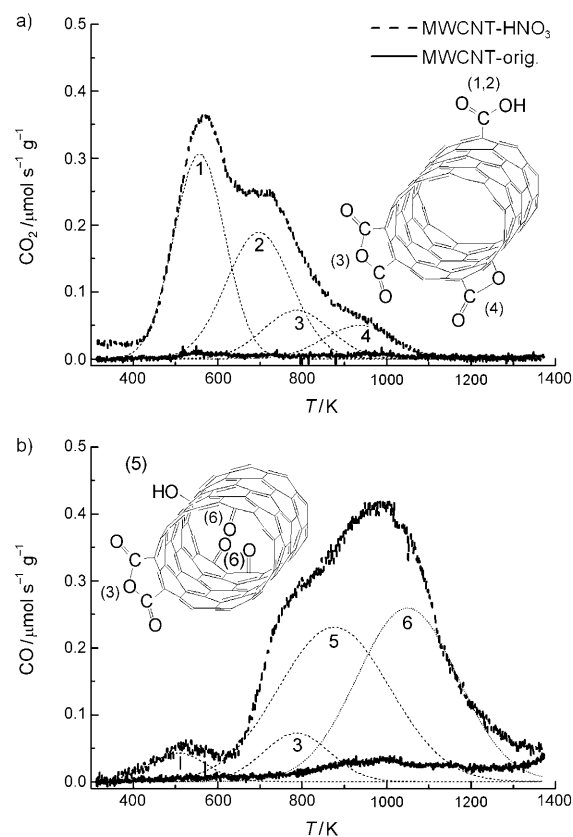 a)
MWCNT-HNO₃
MWCNT-orig.
(1,2)
O
C
OH
O
C
(3) O
C
O
O
C
O
(4)
1
2
3
4
0.5
0.4
0.3
0.2
0.1
0.0
CO₂ /µmol s⁻¹ g⁻¹
400 600 800 1000 1200 1400
T / K
b)
(5)
HO
(6) O
O
(6) O
O
C
(3) O
C
O
5
6
3
0.5
0.4
0.3
0.2
0.1
0.0
CO /µmol s⁻¹ g⁻¹
400 600 800 1000 1200 1400
T / K